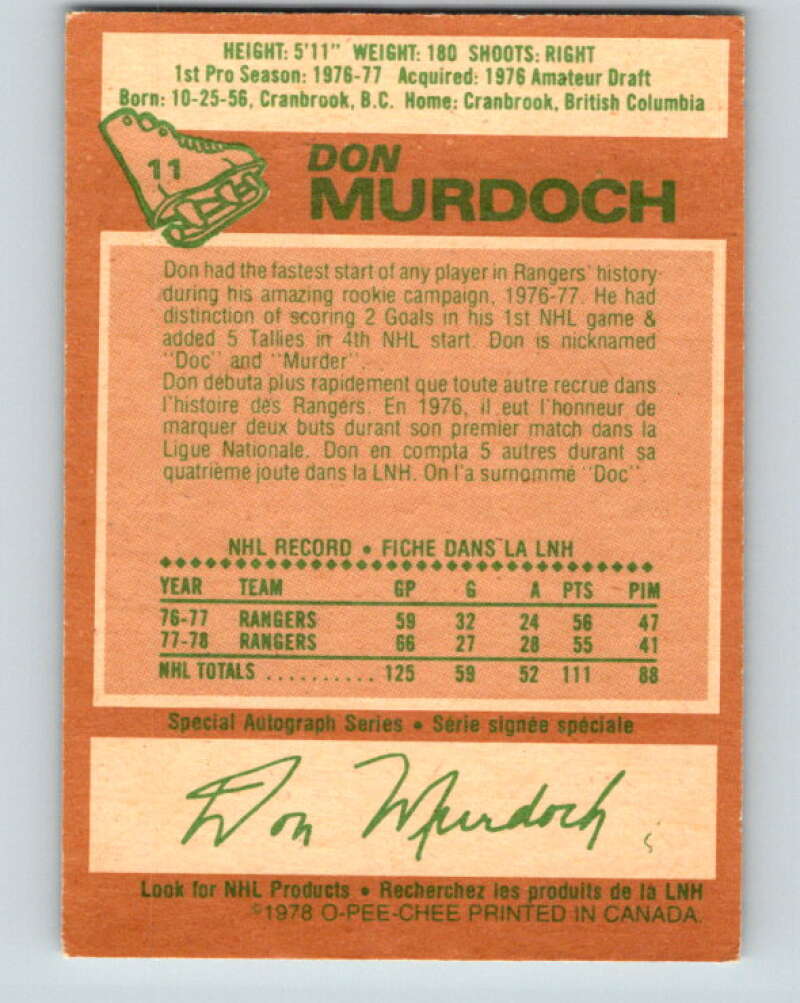 HEIGHT: 5'11" WEIGHT: 180 SHOOTS: RIGHT
1st Pro Season: 1976-77 Acquired: 1976 Amateur Draft
Born: 10-25-56, Cranbrook, B.C. Home: Cranbrook, British Columbia
11
DON
MURDOCH
Don had the fastest start of any player in Rangers' history
during his amazing rookie campaign, 1976-77. He had
distinction of scoring 2 Goals in his 1st NHL game &
added 5 Tallies in 4th NHL start. Don is nicknamed
"Doc" and "Murder".
Don débuta plus rapidement que toute autre recrue dans
l'histoire des Rangers. En 1976, il eut l'honneur de
marquer deux buts durant son premier match dans la
Ligue Nationale. Don en compta 5 autres durant sa
quatrième joute dans la LNH. On l'a surnommé "Doc"
NHL RECORD • FICHE DANS LA LNH
YEAR TEAM GP G A PTS PIM
76-77 RANGERS 59 32 24 56 47
77-78 RANGERS 66 27 28 55 41
NHL TOTALS .......... 125 59 52 111 88
Special Autograph Series • Série signée spéciale
Don Murdoch
Look for NHL Products • Recherchez les produits de la LNH
©1978 O-PEE-CHEE PRINTED IN CANADA.